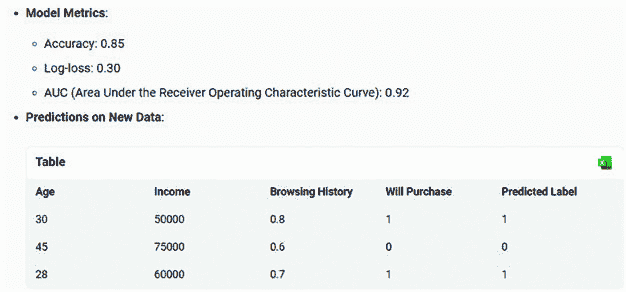 Model Metrics:
Accuracy: 0.85
Log-loss: 0.30
AUC (Area Under the Receiver Operating Characteristic Curve): 0.92
Predictions on New Data:
Table
Age Income Browsing History Will Purchase Predicted Label
30 50000 0.8 1 1
45 75000 0.6 0 0
28 60000 0.7 1 1